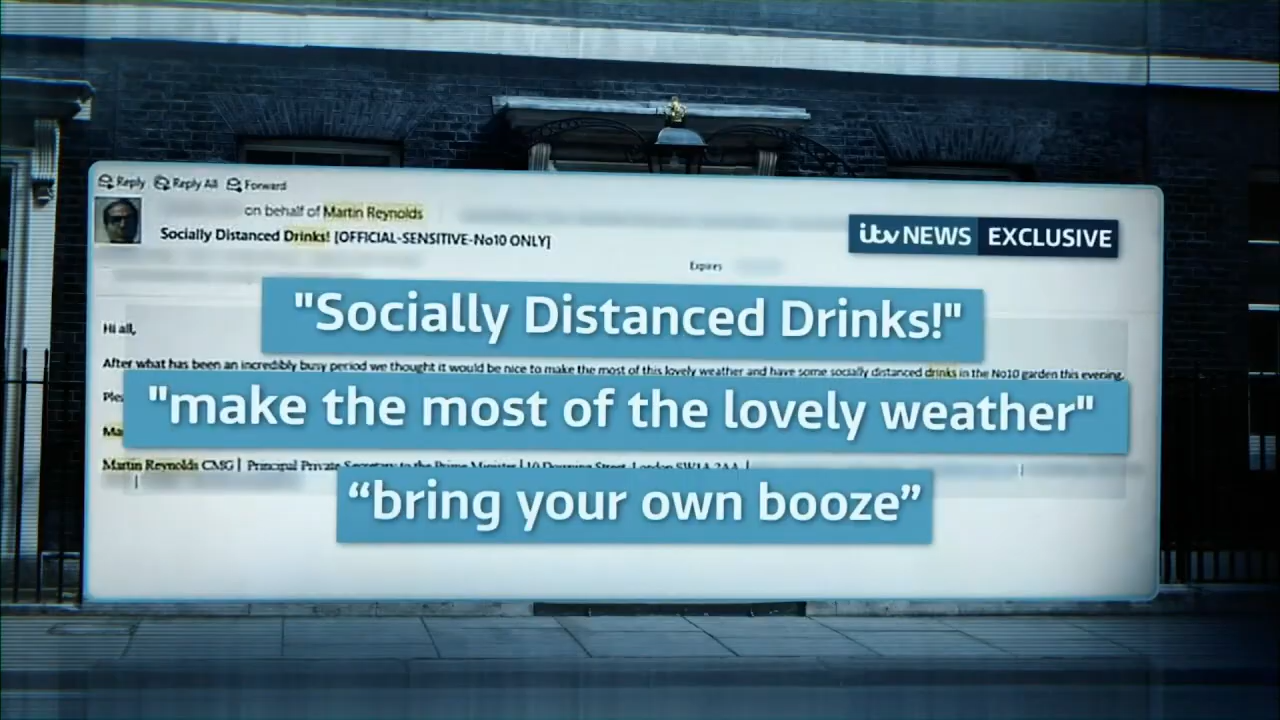 Reply Reply All Forward
on behalf of Martin Reynolds
Socially Distanced Drinks! [OFFICIAL-SENSITIVE-No10 ONLY]
itv NEWS EXCLUSIVE
Expires
"Socially Distanced Drinks!"
Hi all,
After what has been an incredibly busy period we thought it would be nice to make the most of this lovely weather and have some socially distanced drinks in the No10 garden this evening.
"make the most of the lovely weather"
Martin Reynolds CMG | Principal Private Secretary to the Prime Minister | 10 Downing Street, London SW1A 2AA |
“bring your own booze”